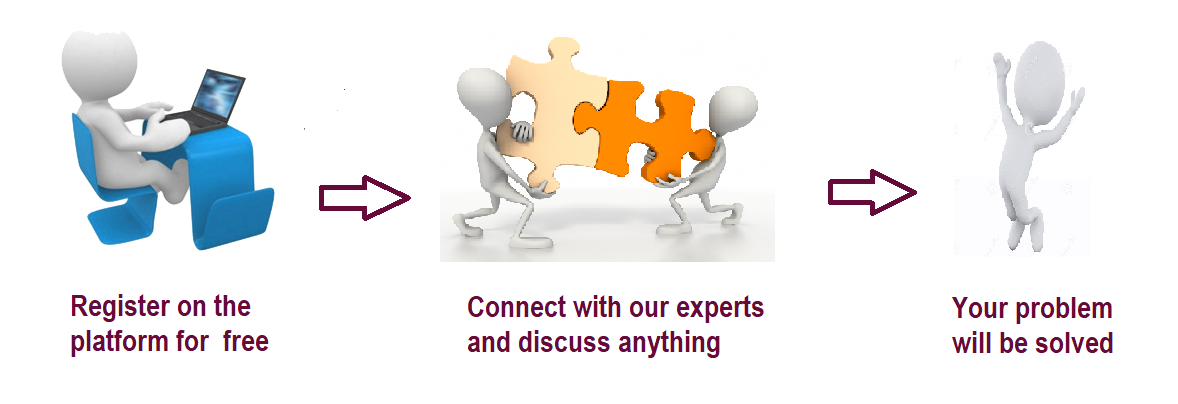 Register on the
platform for  free
Connect with our experts
and discuss anything
Your problem
will be solved